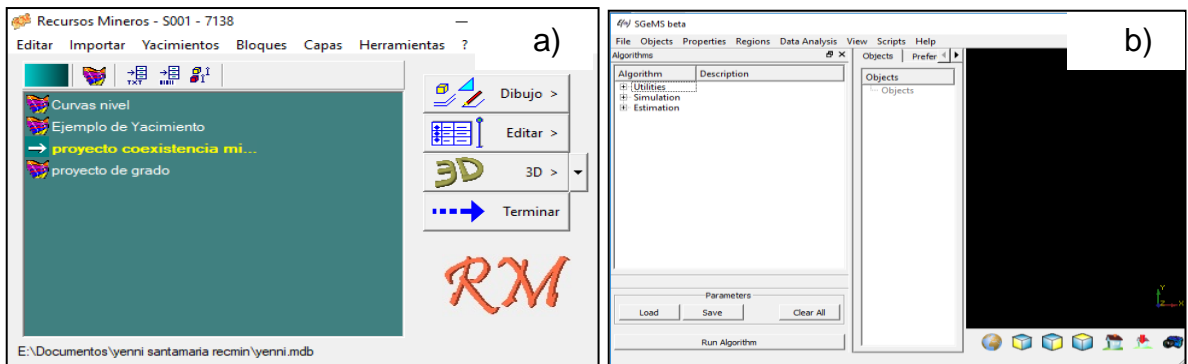 Recursos Mineros - S001 - 7138
a)
Editar Importar Yacimientos Bloques Capas Herramientas ?
TXT
Curvas nivel
Ejemplo de Yacimiento
proyecto coexistencia mi...
proyecto de grado
Dibujo >
Editar >
3D
3D >
Terminar
RM
E:\Documentos\yenni santamaria recmin\yenni.mdb
b)
SGeMS beta
File Objects Properties Regions Data Analysis View Scripts Help
Algorithms
Algorithm Description
Utilities
Simulation
Estimation
Parameters
Load Save Clear All
Run Algorithm
Objects Prefer
Objects
Objects
Y
Z X